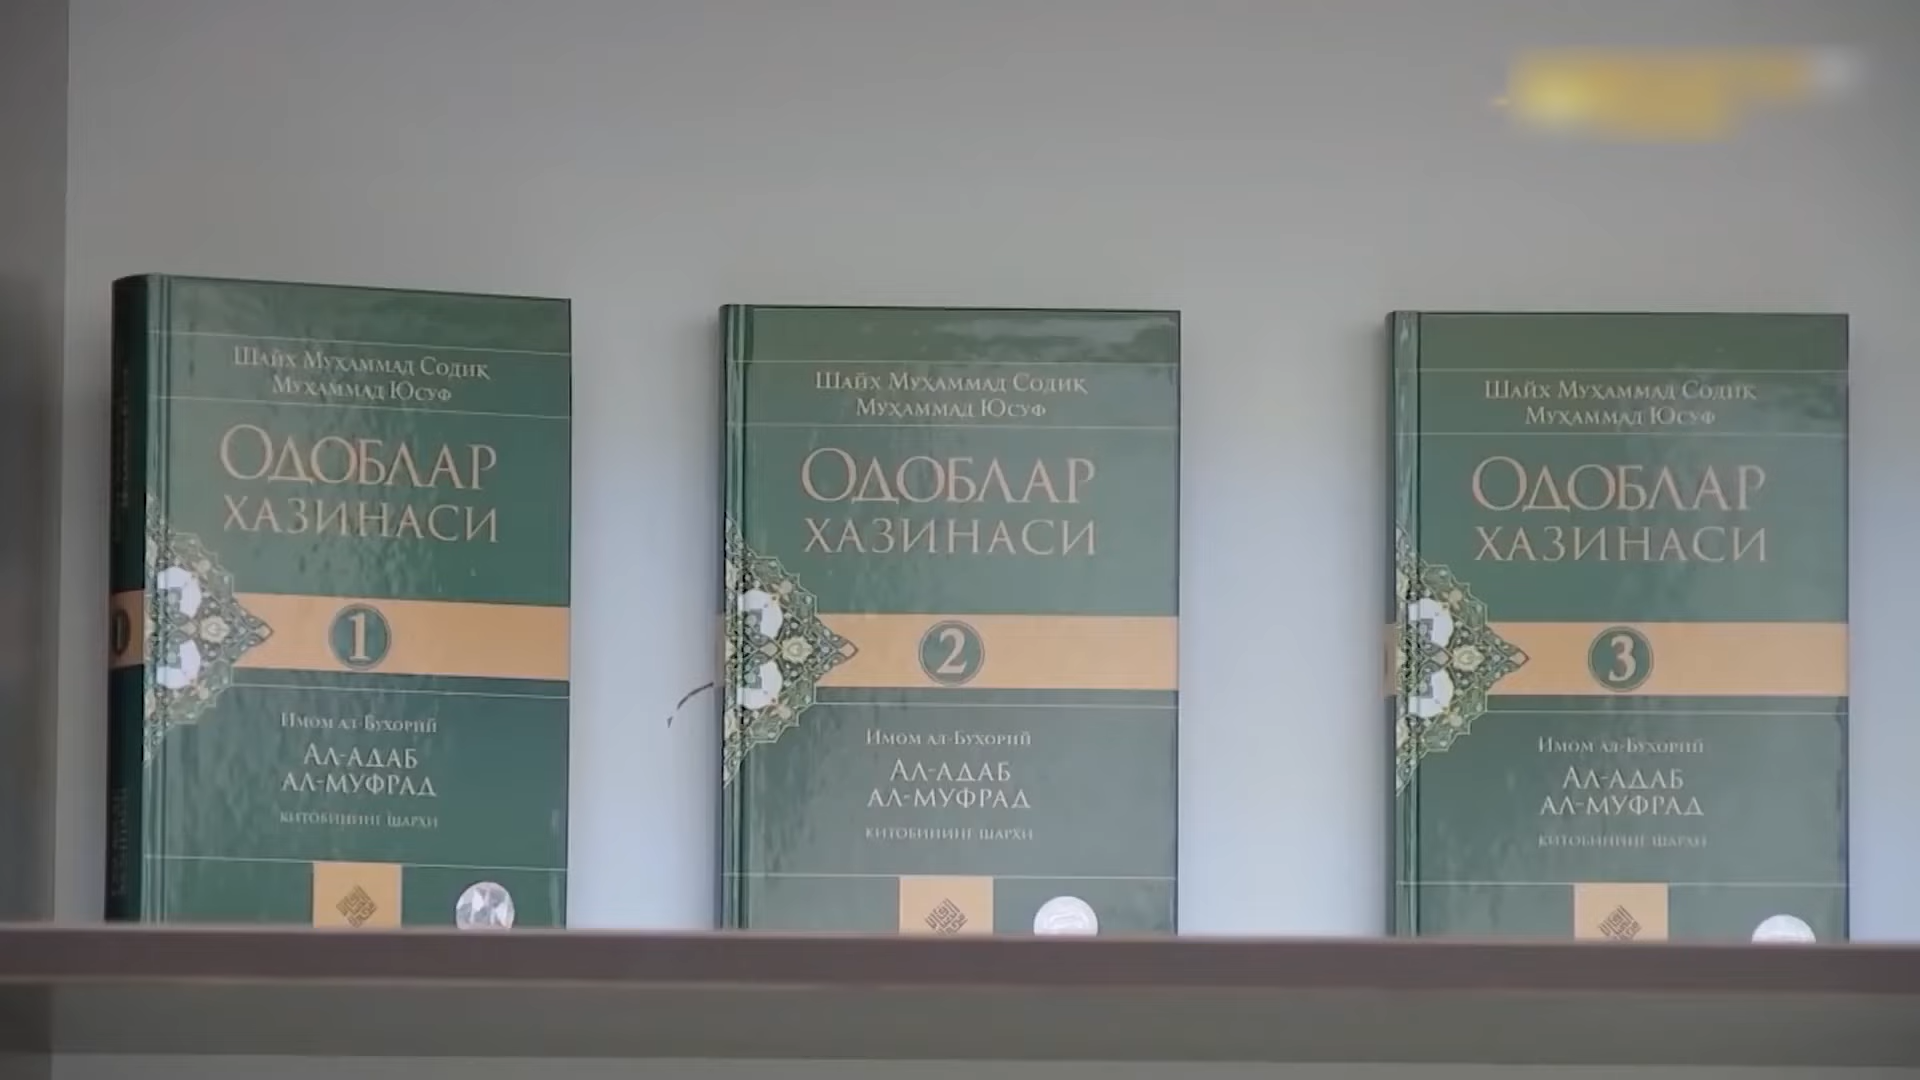 Шайх Муҳаммад Содиқ
Муҳаммад Юсуф
Одоблар
хазинаси
1
Имом ал-Бухорий
Ал-адаб
ал-муфрад
китобининг шарҳи
Шайх Муҳаммад Содиқ
Муҳаммад Юсуф
Одоблар
хазинаси
2
Имом ал-Бухорий
Ал-адаб
ал-муфрад
китобининг шарҳи
Шайх Муҳаммад Содиқ
Муҳаммад Юсуф
Одоблар
хазинаси
3
Имом ал-Бухорий
Ал-адаб
ал-муфрад
китобининг шарҳи